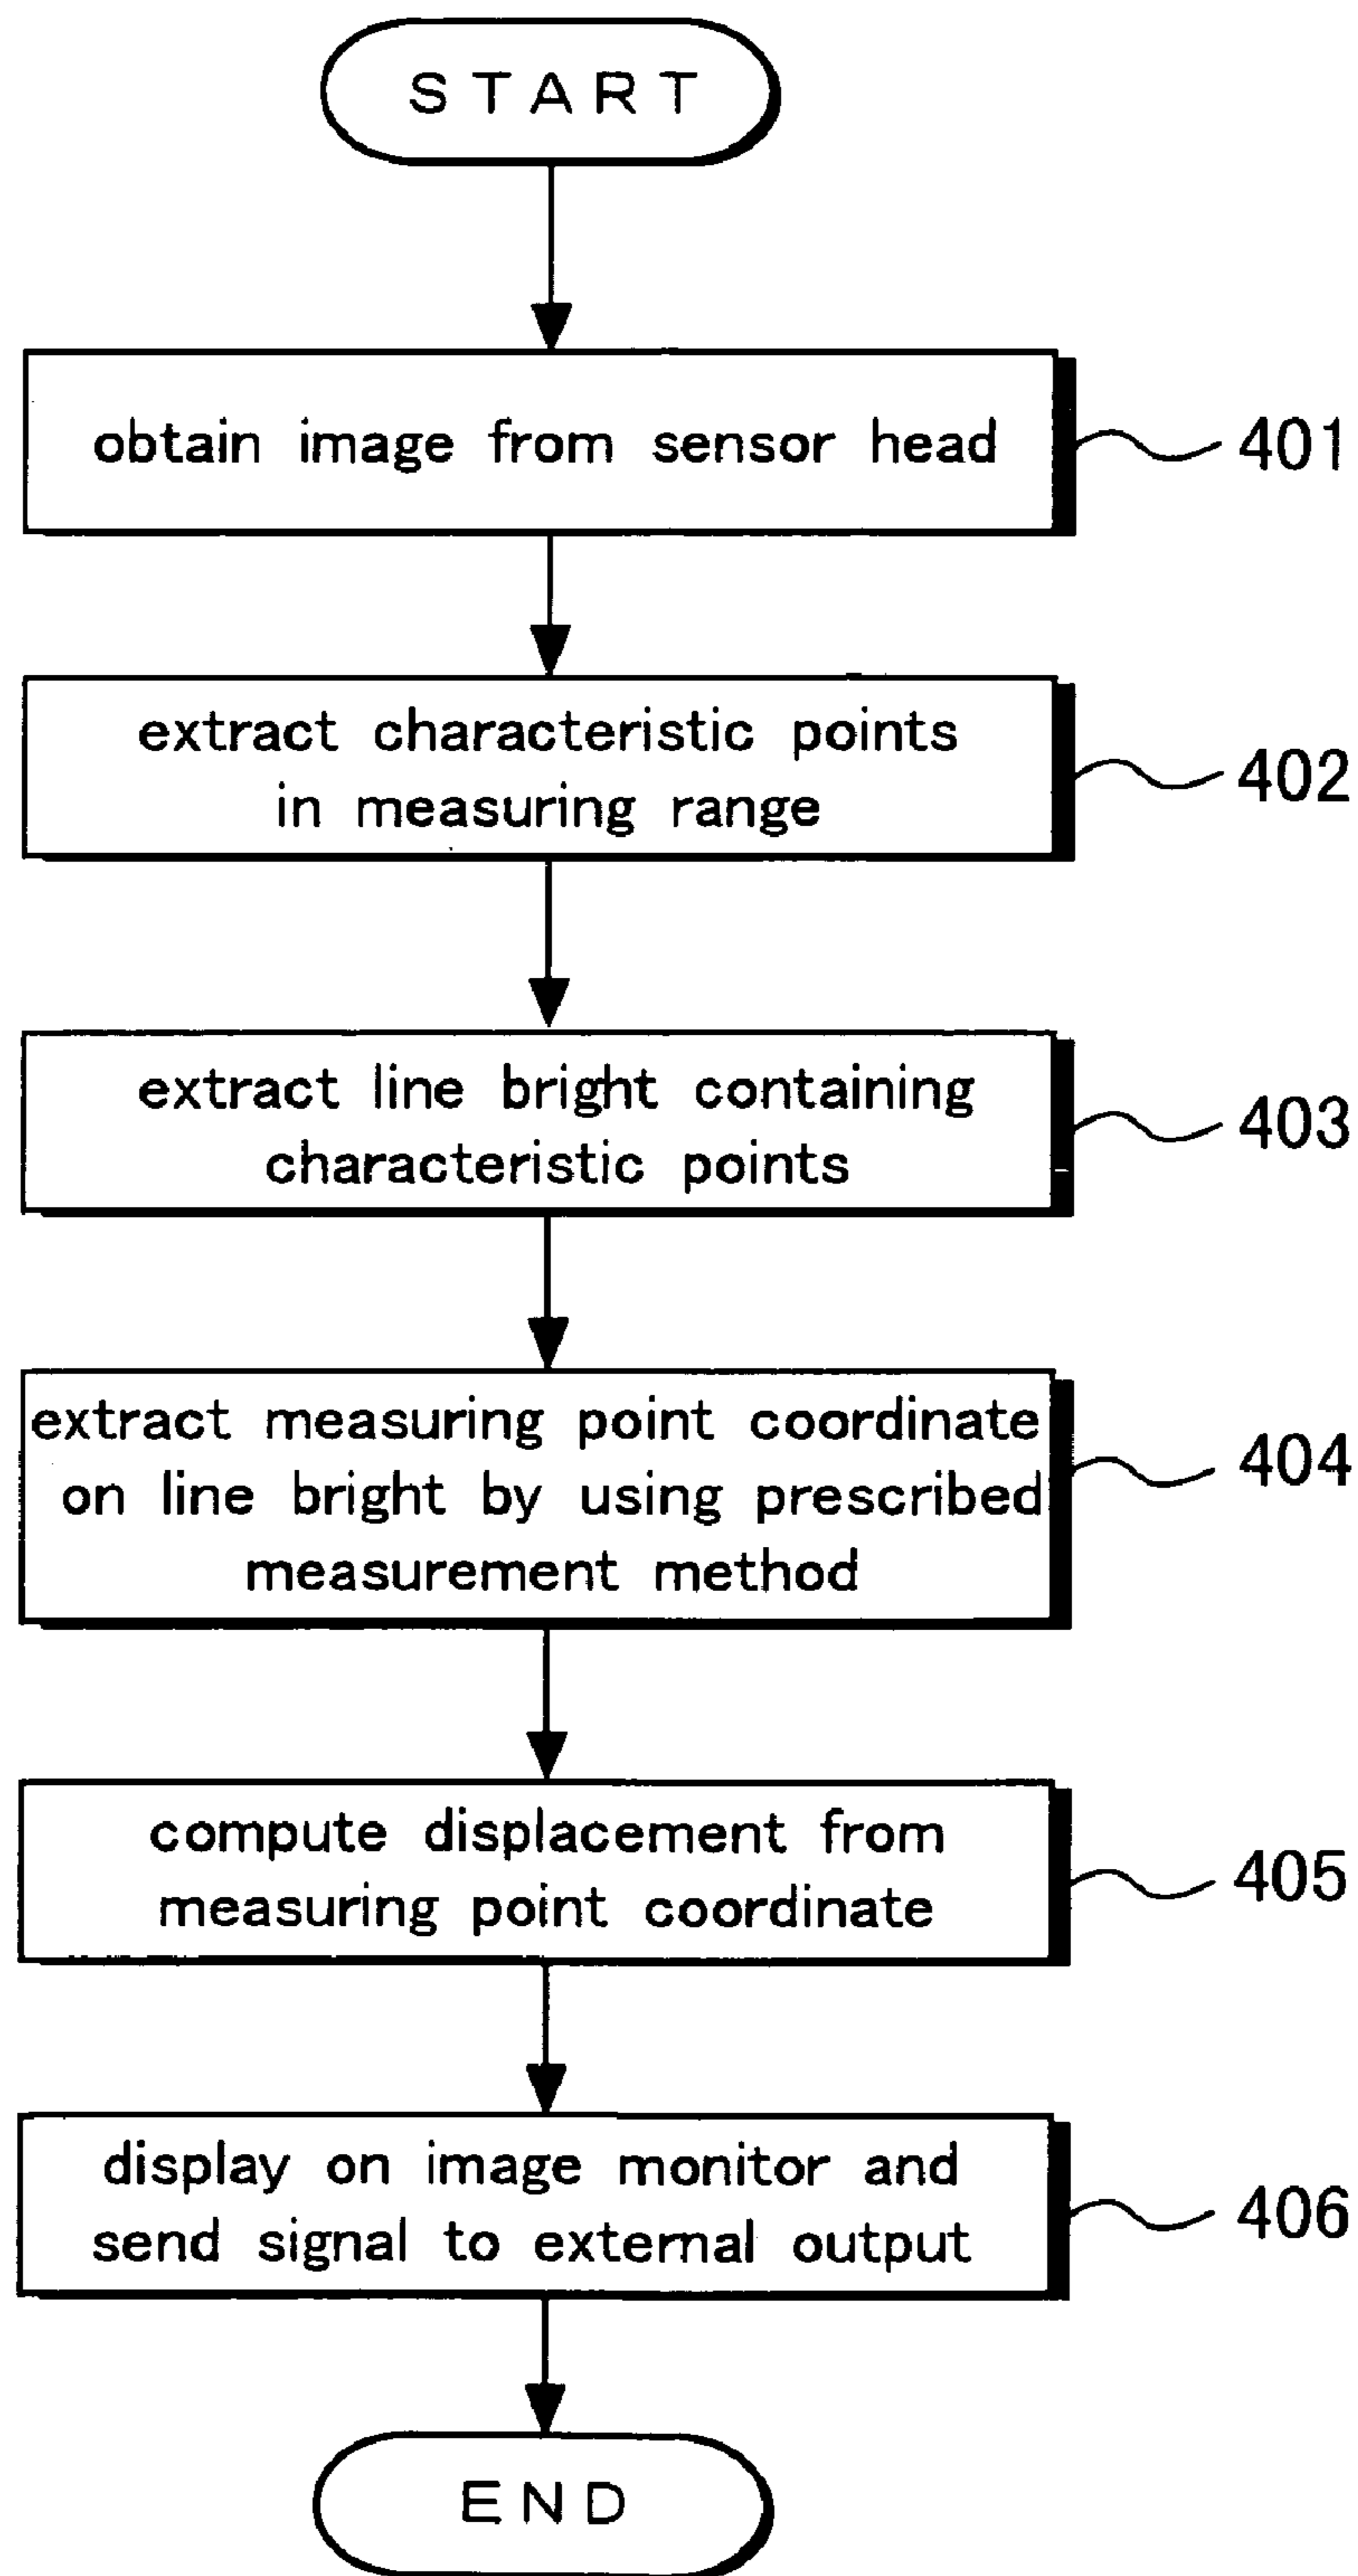 START
obtain image from sensor head
401
extract characteristic points
in measuring range
402
extract line bright containing
characteristic points
403
extract measuring point coordinate
on line bright by using prescribed
measurement method
404
compute displacement from
measuring point coordinate
405
display on image monitor and
send signal to external output
406
END